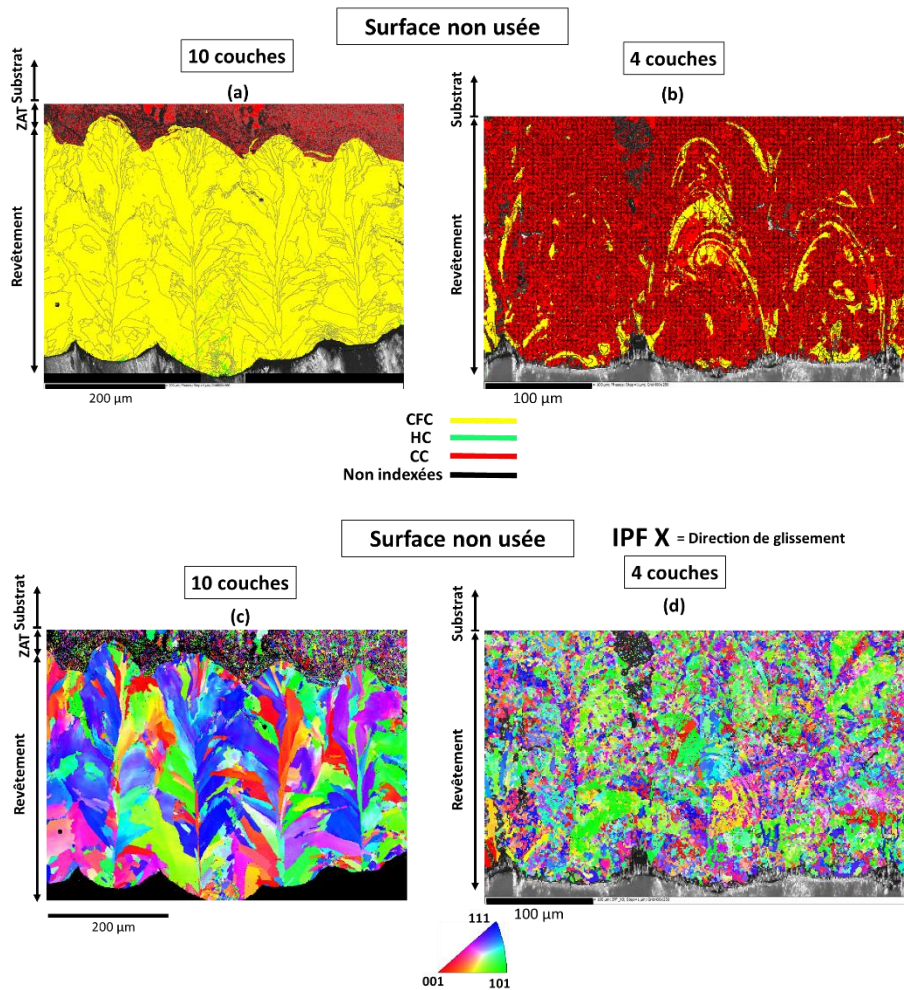 Surface non usée
10 couches
4 couches
(a)
(b)
Substrat
ZAT
Revêtement
Substrat
Revêtement
200 µm
100 µm
CFC
HC
CC
Non indexées
Surface non usée
IPF X = Direction de glissement
10 couches
4 couches
(c)
(d)
Substrat
ZAT
Revêtement
Substrat
Revêtement
200 µm
100 µm
111
001
101